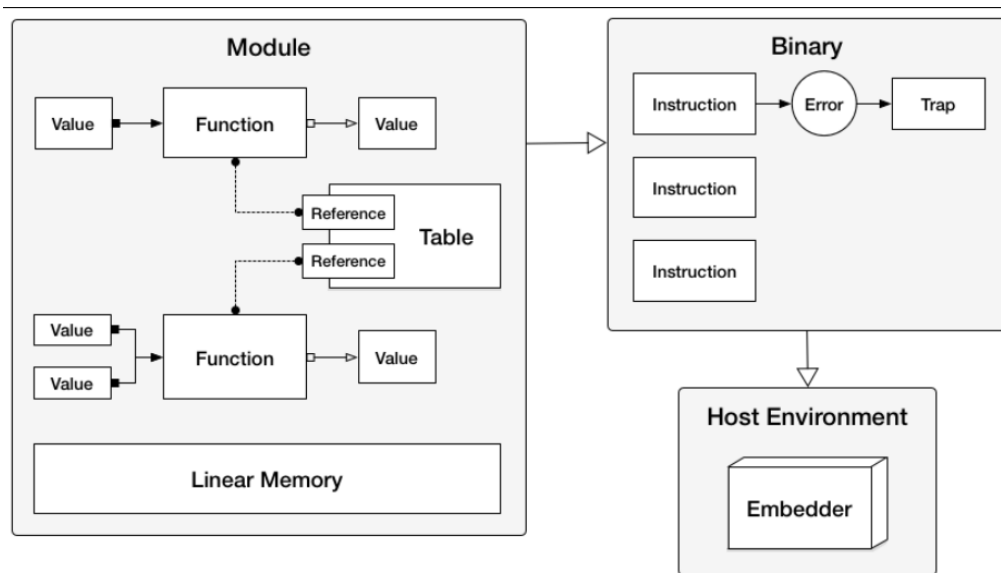 Module
Value
Function
Value
Reference
Table
Reference
Value
Value
Function
Value
Linear Memory
Binary
Instruction
Error
Trap
Instruction
Instruction
Host Environment
Embedder